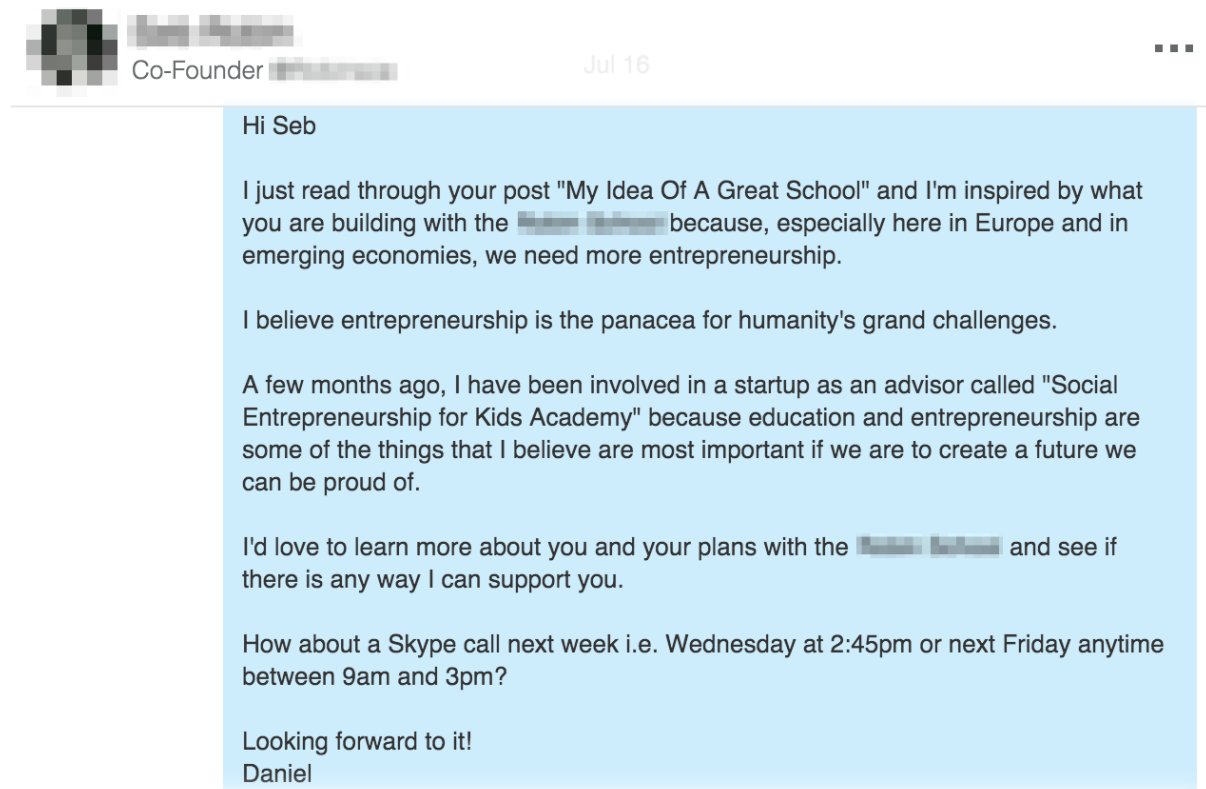 Co-Founder
Jul 16
Hi Seb
I just read through your post "My Idea Of A Great School" and I'm inspired by what
you are building with the because, especially here in Europe and in
emerging economies, we need more entrepreneurship.
I believe entrepreneurship is the panacea for humanity's grand challenges.
A few months ago, I have been involved in a startup as an advisor called "Social
Entrepreneurship for Kids Academy" because education and entrepreneurship are
some of the things that I believe are most important if we are to create a future we
can be proud of.
I'd love to learn more about you and your plans with the and see if
there is any way I can support you.
How about a Skype call next week i.e. Wednesday at 2:45pm or next Friday anytime
between 9am and 3pm?
Looking forward to it!
Daniel